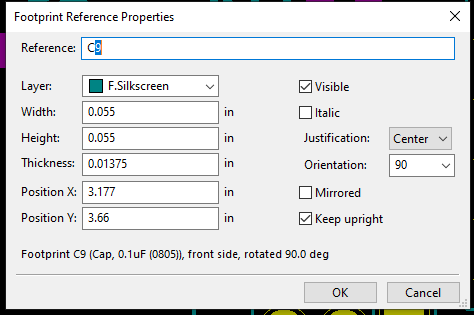 Footprint Reference Properties
Reference: C9
Layer: F.Silkscreen Visible
Width: 0.055 in Italic
Height: 0.055 in Justification: Center
Thickness: 0.01375 in Orientation: 90
Position X: 3.177 in Mirrored
Position Y: 3.66 in Keep upright
Footprint C9 (Cap, 0.1uF (0805)), front side, rotated 90.0 deg
OK Cancel